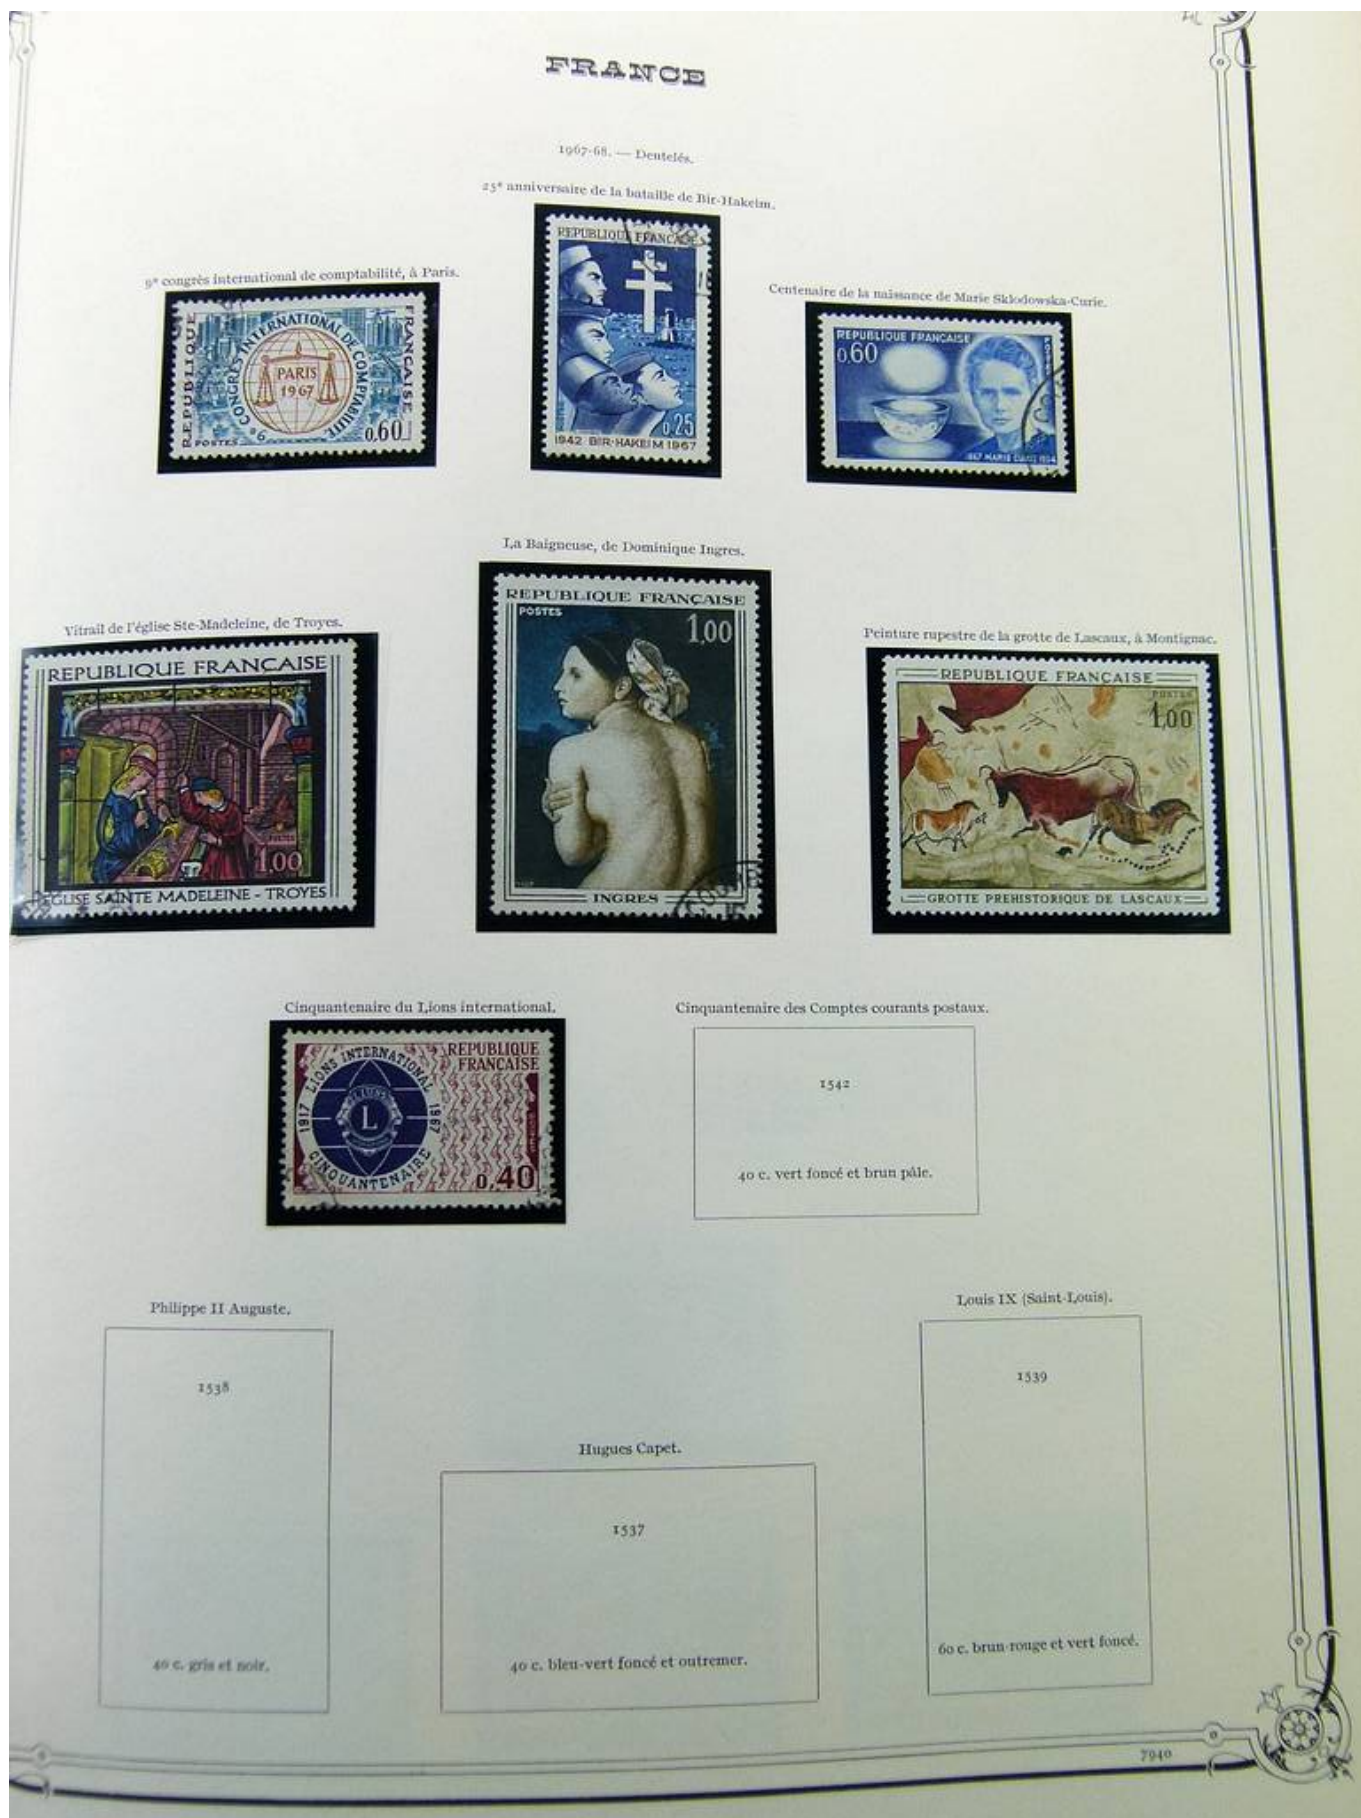 FRANCE
1967-68. — Dentelés.
25e anniversaire de la bataille de Bir-Hakeim.
9e congrès international de comptabilité, à Paris.
Centenaire de la naissance de Marie Sklodowska-Curie.
REPUBLIQUE
FRANÇAISE
9e CONGRÈS INTERNATIONAL DE COMPTABILITÉ
PARIS
1967
POSTES
0,60
REPUBLIQUE FRANÇAISE
0,25
1942 BIR-HAKEIM 1967
REPUBLIQUE FRANÇAISE
0,60
1867 MARIE CURIE 1934
La Baigneuse, de Dominique Ingres.
Vitrail de l'église Ste-Madeleine, de Troyes.
Peinture rupestre de la grotte de Lascaux, à Montignac.
REPUBLIQUE FRANÇAISE
POSTES
1,00
EGLISE SAINTE MADELEINE - TROYES
REPUBLIQUE FRANÇAISE
POSTES
1,00
INGRES
REPUBLIQUE FRANÇAISE
POSTES
1,00
GROTTE PREHISTORIQUE DE LASCAUX
Cinquantenaire du Lions international.
Cinquantenaire des Comptes courants postaux.
LIONS INTERNATIONAL
1917
1967
CINQUANTENAIRE
L
REPUBLIQUE
FRANÇAISE
0,40
1542
40 c. vert foncé et brun pâle.
Philippe II Auguste.
Louis IX (Saint-Louis).
1538
1539
Hugues Capet.
1537
40 c. gris et noir.
40 c. bleu-vert foncé et outremer.
60 c. brun-rouge et vert foncé.
7940